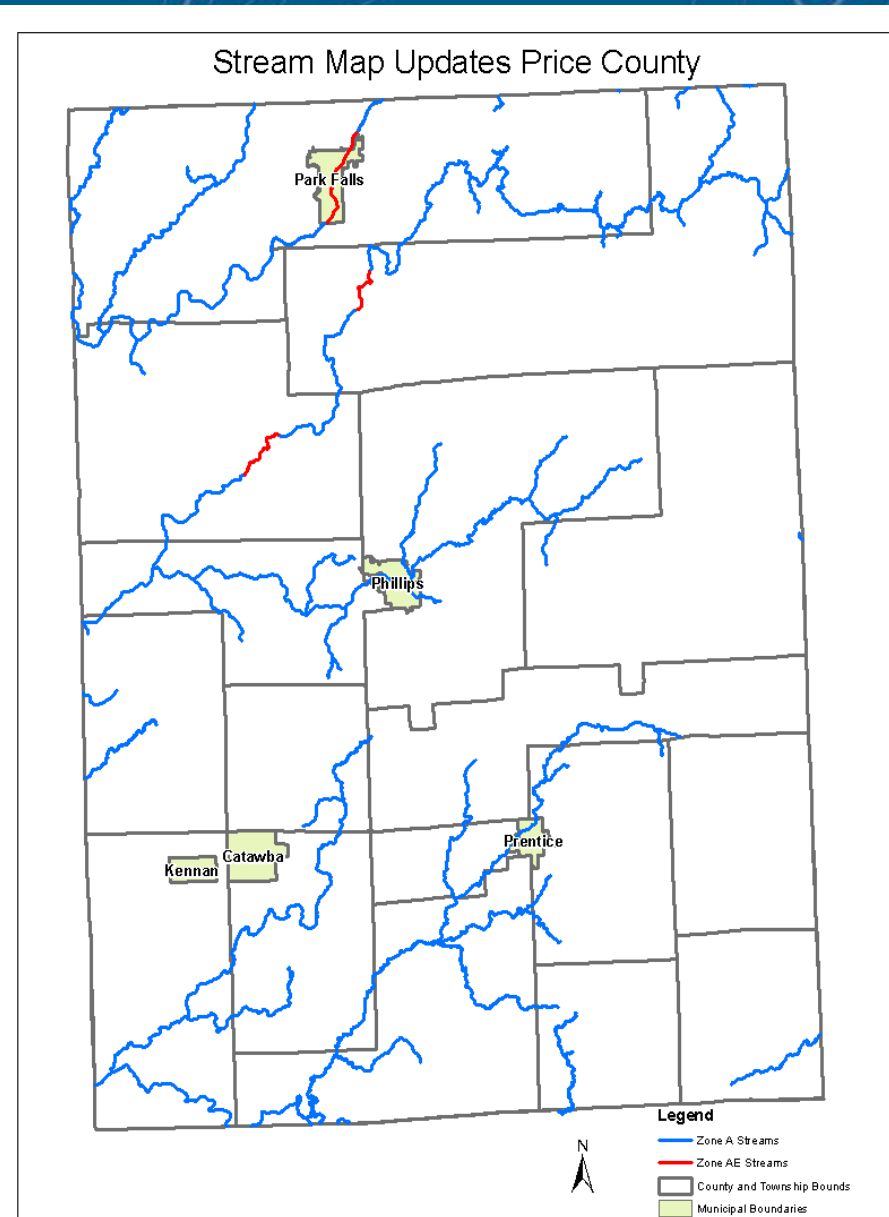 Stream Map Updates Price County
Park Falls
Phillips
Prentice
Catawba
Kennan
Legend
N
Zone A Streams
Zone AE Streams
County and Township Bounds
Municipal Boundaries